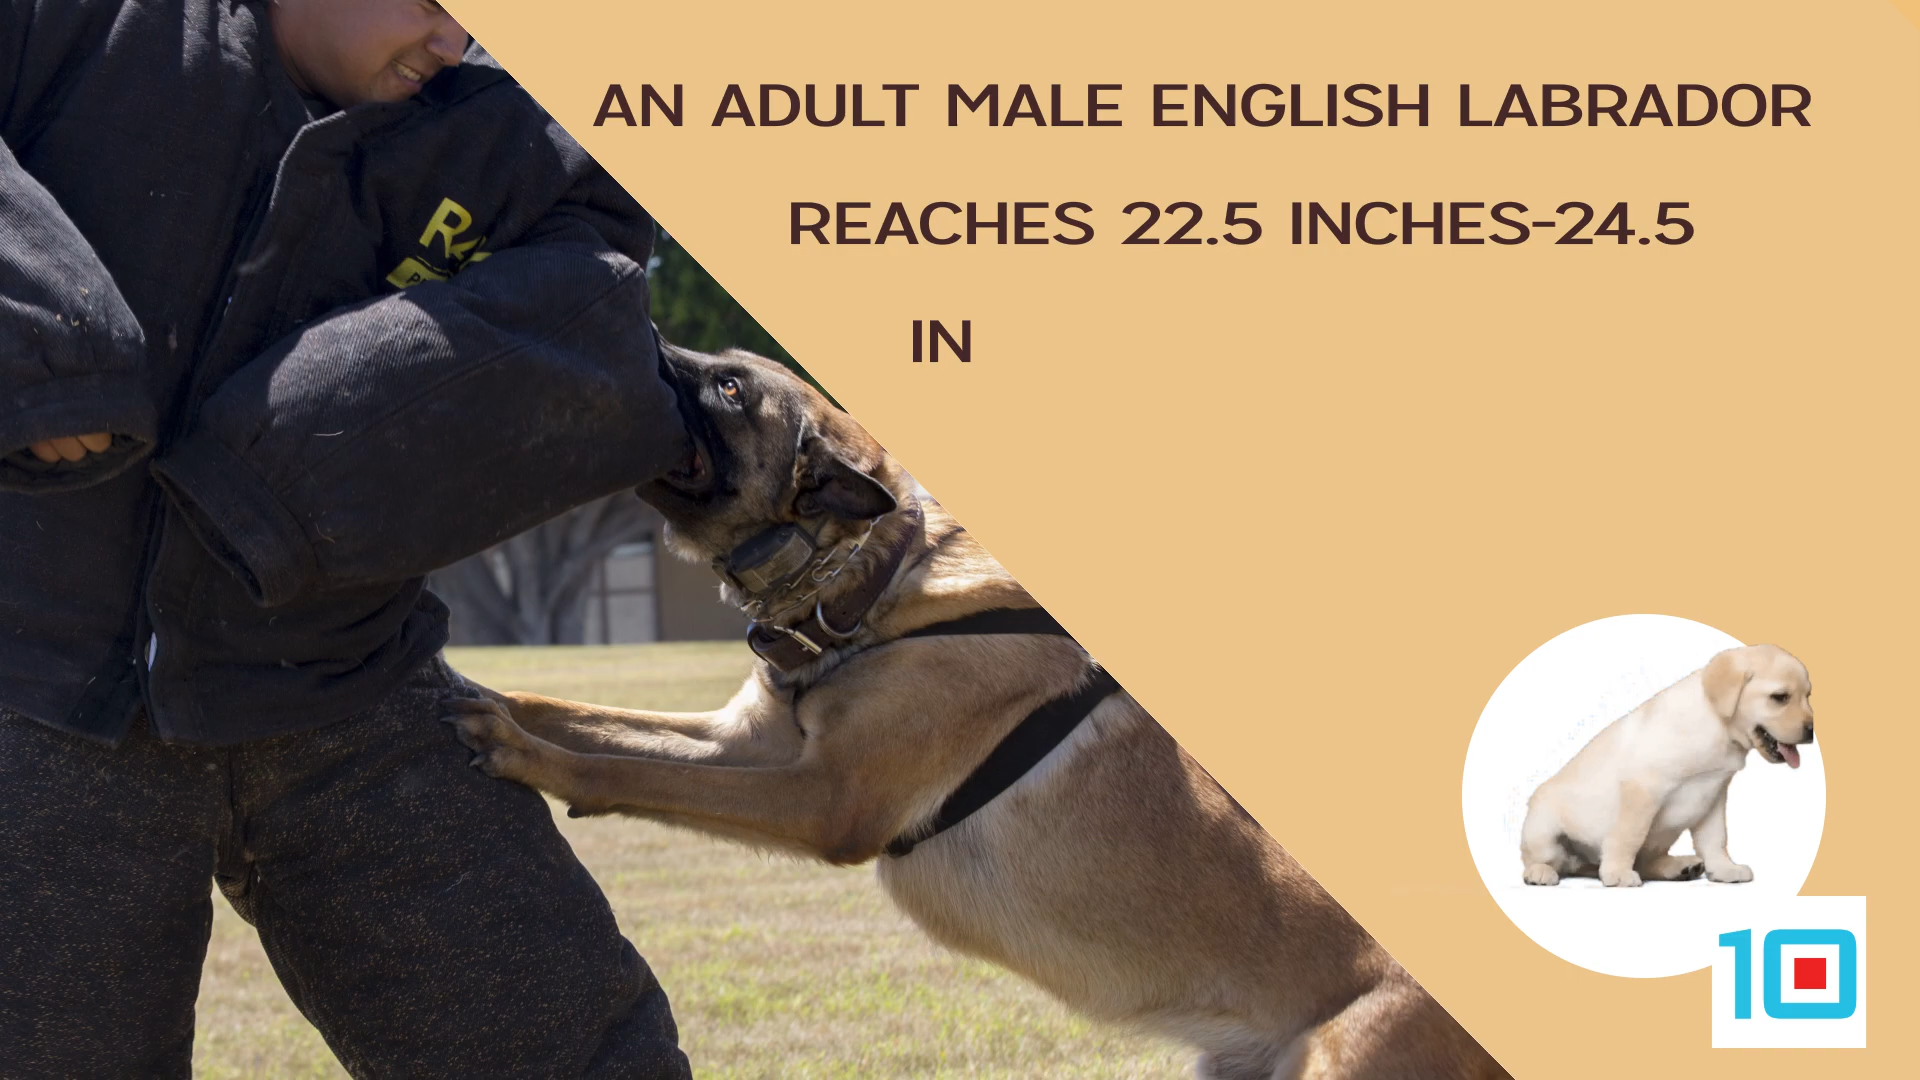 AN ADULT MALE ENGLISH LABRADOR
REACHES 22.5 INCHES-24.5
IN
10